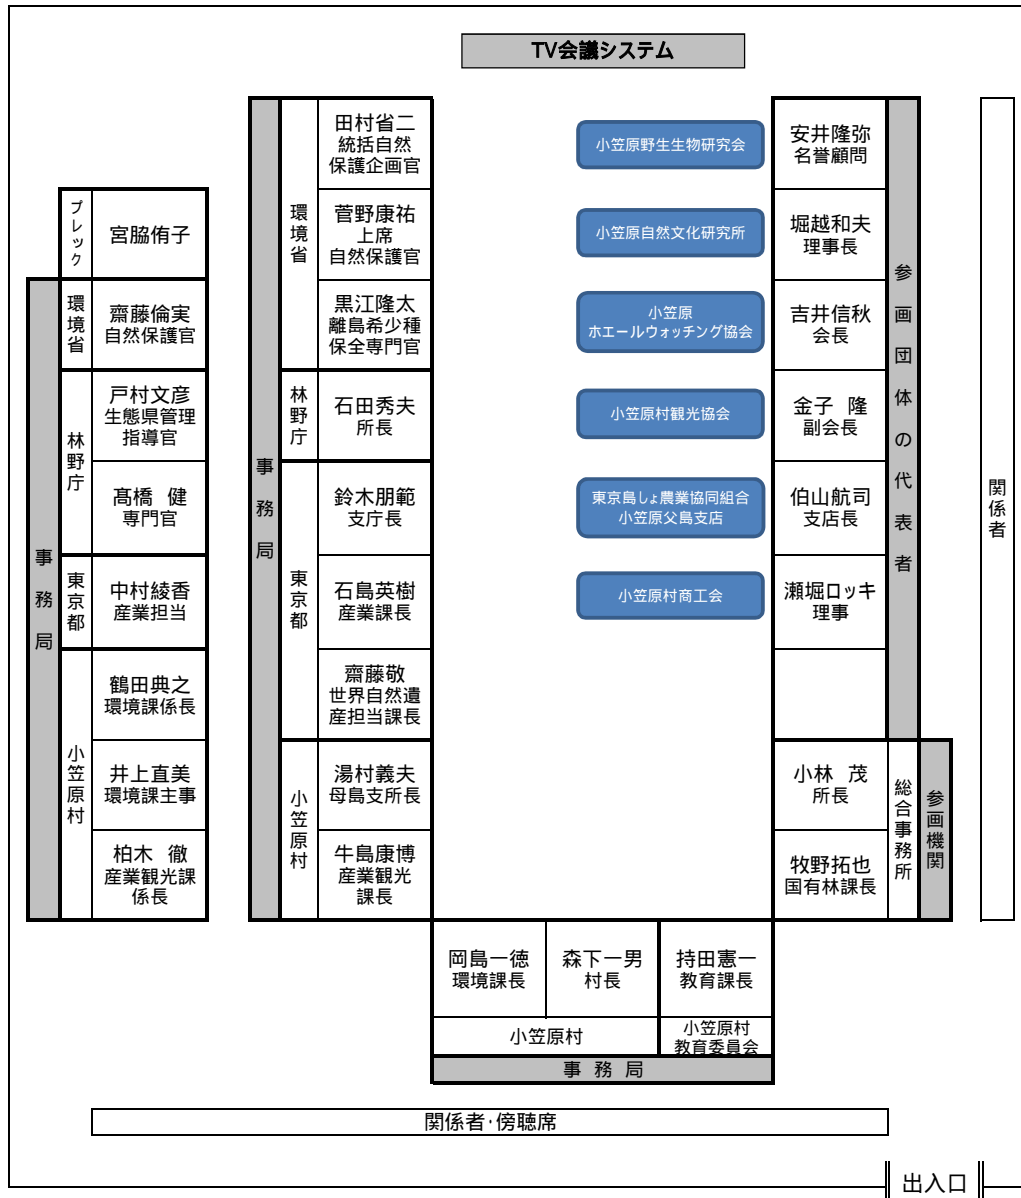 TV会議システム
プレック
宮脇侑子
事務局
環境省
齋藤倫実
自然保護官
林野庁
戸村文彦
生態県管理
指導官
髙橋 健
専門官
東京都
中村綾香
産業担当
小笠原村
鶴田典之
環境課係長
井上直美
環境課主事
柏木 徹
産業観光課
係長
事務局
環境省
田村省二
統括自然
保護企画官
菅野康祐
上席
自然保護官
黒江隆太
離島希少種
保全専門官
林野庁
石田秀夫
所長
東京都
鈴木朋範
支庁長
石島英樹
産業課長
齋藤敬
世界自然遺
産担当課長
小笠原村
湯村義夫
母島支所長
牛島康博
産業観光
課長
小笠原野生生物研究会
安井隆弥
名誉顧問
小笠原自然文化研究所
堀越和夫
理事長
小笠原
ホエールウォッチング協会
吉井信秋
会長
小笠原村観光協会
金子 隆
副会長
東京島しょ農業協同組合
小笠原父島支店
伯山航司
支店長
小笠原村商工会
瀬堀ロッキ
理事
参画団体の代表者
小林 茂
所長
牧野拓也
国有林課長
総合事務所
参画機関
関係者
岡島一徳
環境課長
森下一男
村長
持田憲一
教育課長
小笠原村
小笠原村
教育委員会
事務局
関係者・傍聴席
出入口